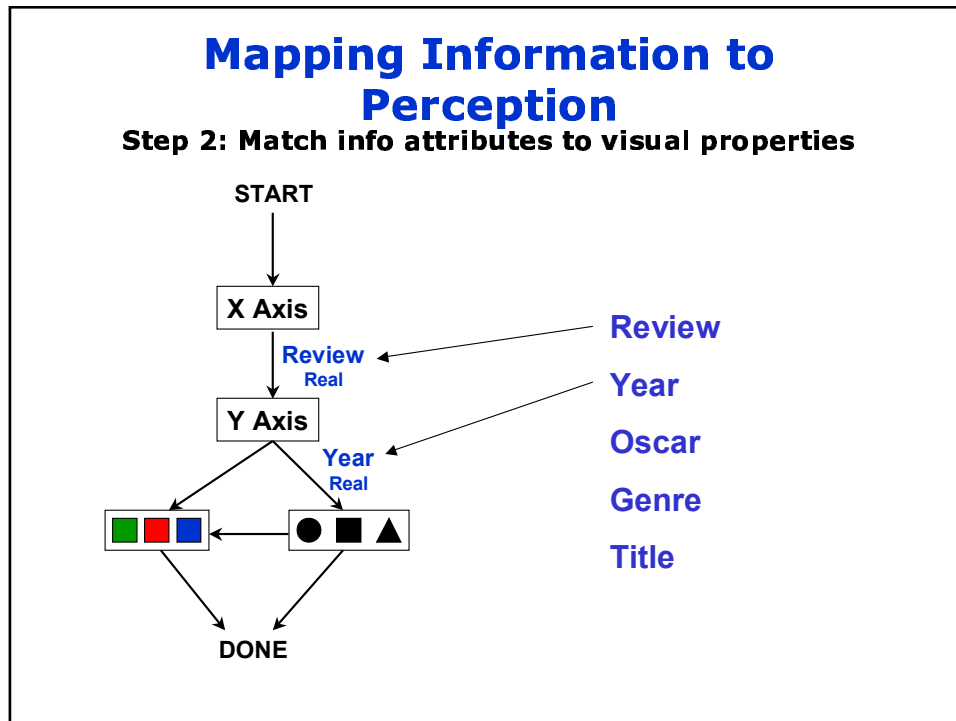 Mapping Information to
Perception
Step 2: Match info attributes to visual properties
START
X Axis
Review
Real
Y Axis
Year
Real
DONE
Review
Year
Oscar
Genre
Title